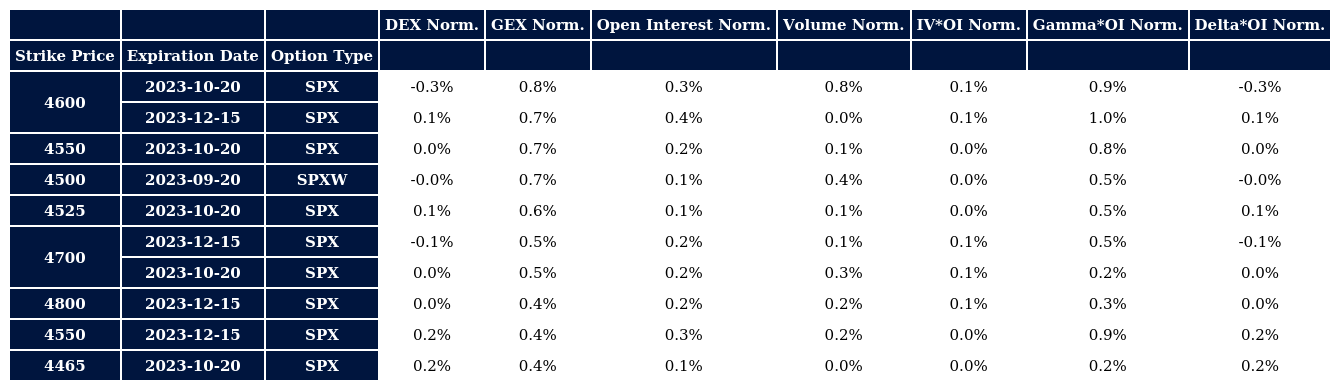 DEX Norm. GEX Norm. Open Interest Norm. Volume Norm. IV*OI Norm. Gamma*OI Norm. Delta*OI Norm.
Strike Price Expiration Date Option Type
4600 2023-10-20 SPX -0.3% 0.8% 0.3% 0.8% 0.1% 0.9% -0.3%
2023-12-15 SPX 0.1% 0.7% 0.4% 0.0% 0.1% 1.0% 0.1%
4550 2023-10-20 SPX 0.0% 0.7% 0.2% 0.1% 0.0% 0.8% 0.0%
4500 2023-09-20 SPXW -0.0% 0.7% 0.1% 0.4% 0.0% 0.5% -0.0%
4525 2023-10-20 SPX 0.1% 0.6% 0.1% 0.1% 0.0% 0.5% 0.1%
4700 2023-12-15 SPX -0.1% 0.5% 0.2% 0.1% 0.1% 0.5% -0.1%
2023-10-20 SPX 0.0% 0.5% 0.2% 0.3% 0.1% 0.2% 0.0%
4800 2023-12-15 SPX 0.0% 0.4% 0.2% 0.2% 0.1% 0.3% 0.0%
4550 2023-12-15 SPX 0.2% 0.4% 0.3% 0.2% 0.0% 0.9% 0.2%
4465 2023-10-20 SPX 0.2% 0.4% 0.1% 0.0% 0.0% 0.2% 0.2%